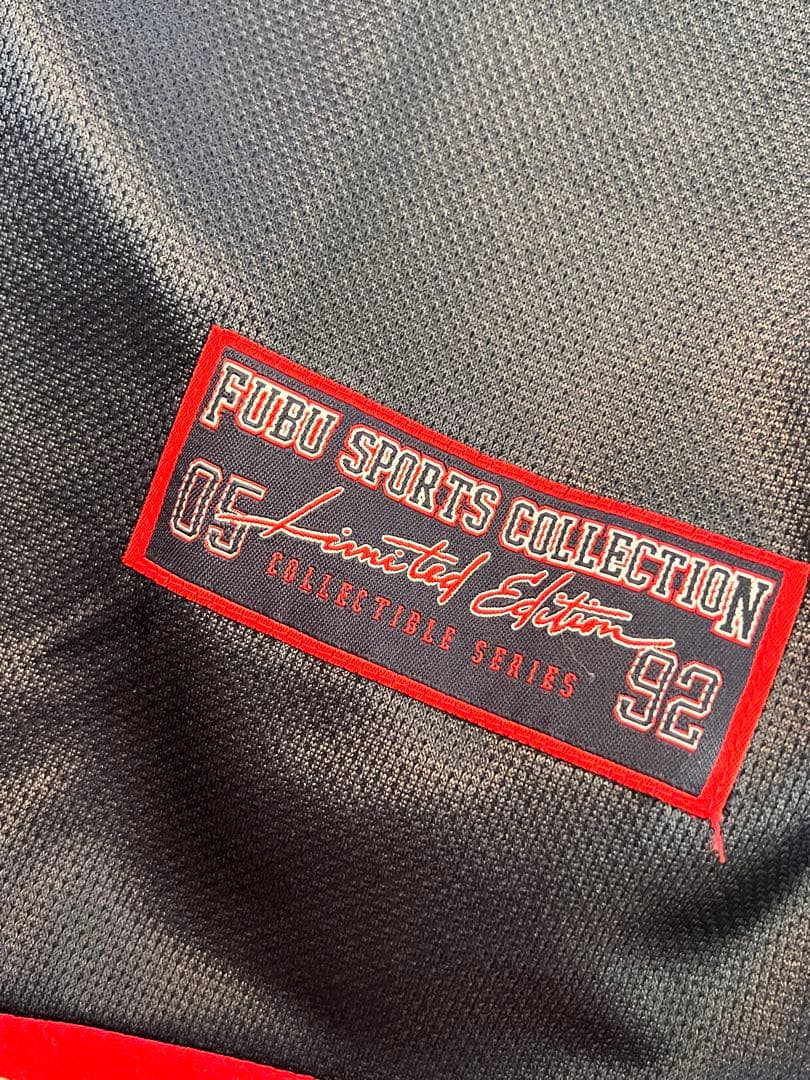 FUBU SPORTS COLLECTION
05 Limited Edition 92
COLLECTIBLE SERIES